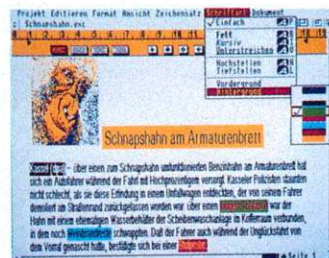 Projekt Editieren Format Ansicht Zeichensatz Schriftart Dokument
Schnapshahn.exc
Einfach P
Fett
Kursiv
Unterstreichen
Hochstellen
Tiefstellen
Vordergrund
Hintergrund
Schnapshahn am Armaturenbrett
Kassel - über einen zum Schnapshahn umfunktionierten Benzinhahn am Armaturenbrett hat
sich ein Autofahrer während der Fahrt mit Hochprozentigem versorgt. Kasseler Polizisten staunten
nicht schlecht, als sie diese Erfindung in einem Unfallwagen entdeckten, der von seinem Fahrer
demoliert am Straßenrand zurückgelassen worden war. über einen war der
Hahn mit einem ehemaligen Wasserbehälter der Scheibenwaschanlage im Kofferraum verbunden,
in dem noch schwappten. Daß der Fahrer auch während der Unglücksfahrt von
dem Vorrat genascht hatte, bestätigte sich bei einer
Seite 1